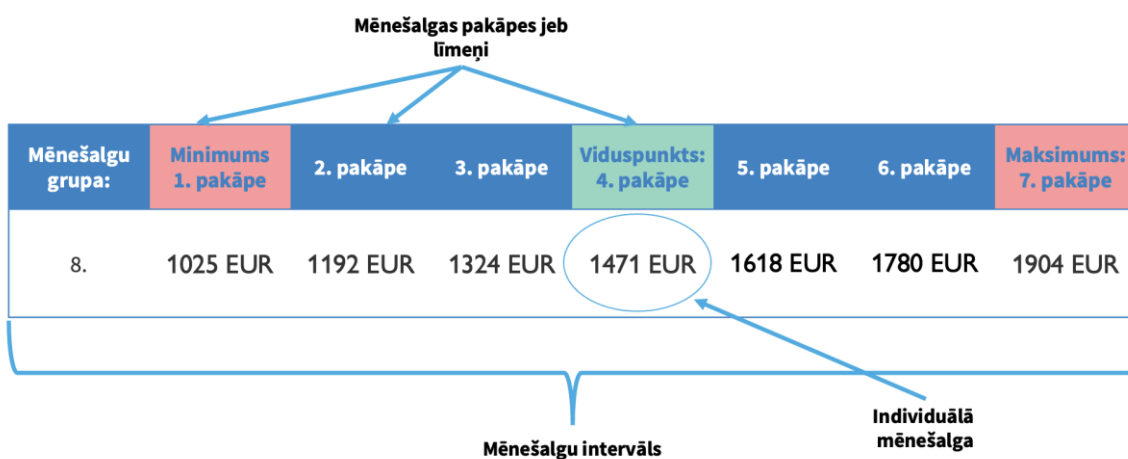 Mēnešalgas pakāpes jeb
līmeņi
Mēnešalgu
grupa:
Minimums
1. pakāpe
2. pakāpe
3. pakāpe
Viduspunkts:
4. pakāpe
5. pakāpe
6. pakāpe
Maksimums:
7. pakāpe
8.
1025 EUR
1192 EUR
1324 EUR
1471 EUR
1618 EUR
1780 EUR
1904 EUR
Individuālā
mēnešalga
Mēnešalgu intervāls